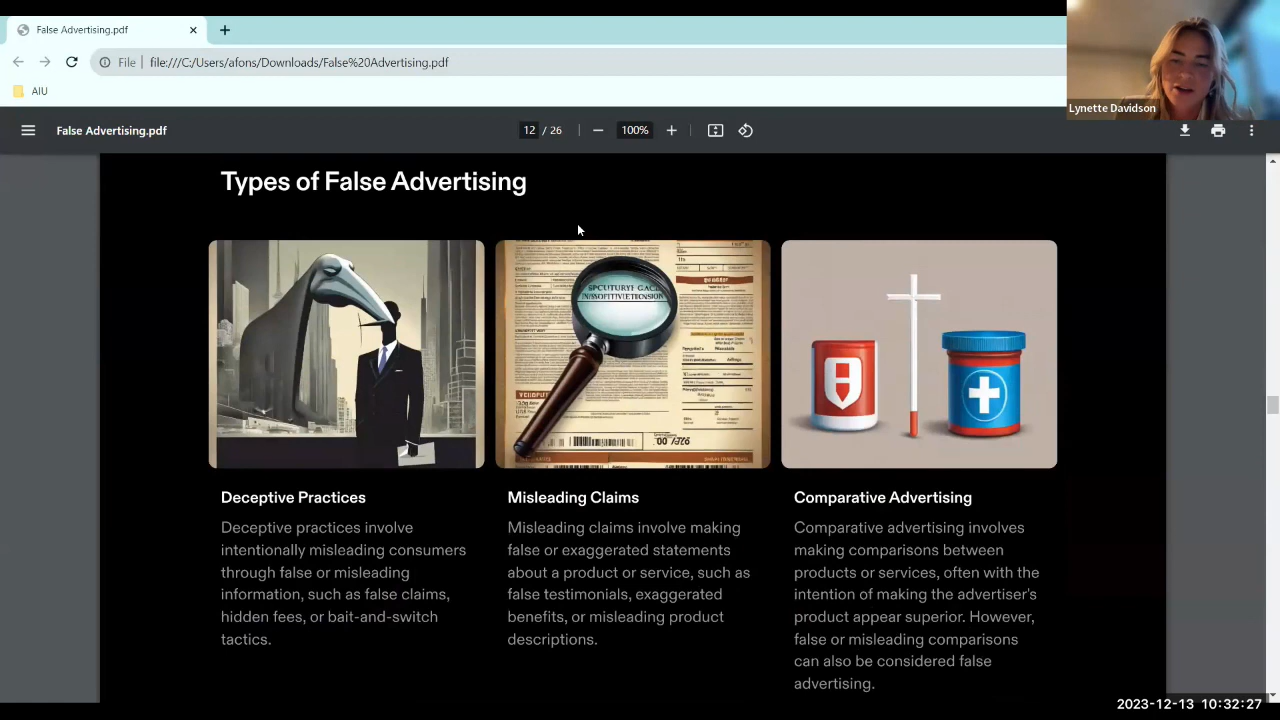 False Advertising.pdf
File
file:///C:/Users/afons/Downloads/False%20Advertising.pdf
AIU
Lynette Davidson
False Advertising.pdf
12 / 26
100%
Types of False Advertising
Deceptive Practices
Deceptive practices involve
intentionally misleading consumers
through false or misleading
information, such as false claims,
hidden fees, or bait-and-switch
tactics.
Misleading Claims
Misleading claims involve making
false or exaggerated statements
about a product or service, such as
false testimonials, exaggerated
benefits, or misleading product
descriptions.
Comparative Advertising
Comparative advertising involves
making comparisons between
products or services, often with the
intention of making the advertiser's
product appear superior. However,
false or misleading comparisons
can also be considered false
advertising.
2023-12-13 10:32:27